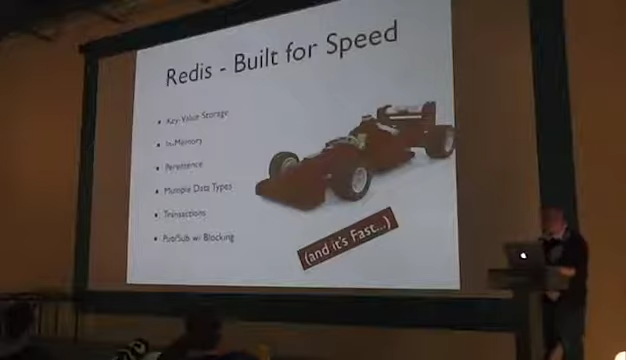 Redis - Built for Speed
Key-Value Storage
In-Memory
Persistence
Multiple Data Types
Transactions
Pub/Sub w/ Blocking
(and it's Fast...)